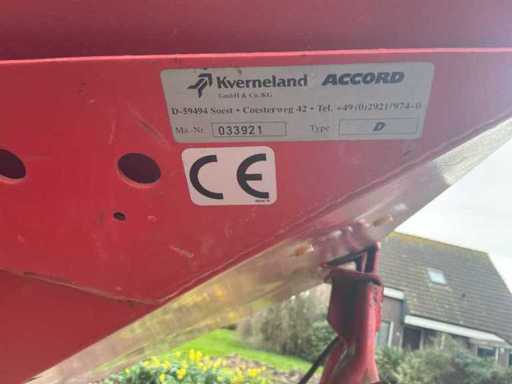 Kverneland ACCORD
GmbH & Co. KG
D-59494 Soest • Coesterweg 42 • Tel. +49(0)2921/974-0
Ma.-Nr. 033921 Type D
CE